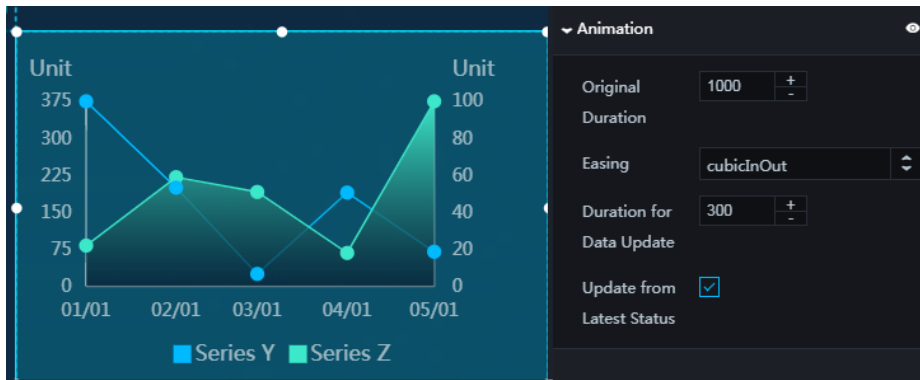 Unit
Unit
375
300
225
150
75
0
100
80
60
40
20
0
01/01 02/01 03/01 04/01 05/01
Series Y Series Z
Animation
Original
Duration
1000 + -
Easing
cubicInOut
Duration for
Data Update
300 + -
Update from
Latest Status